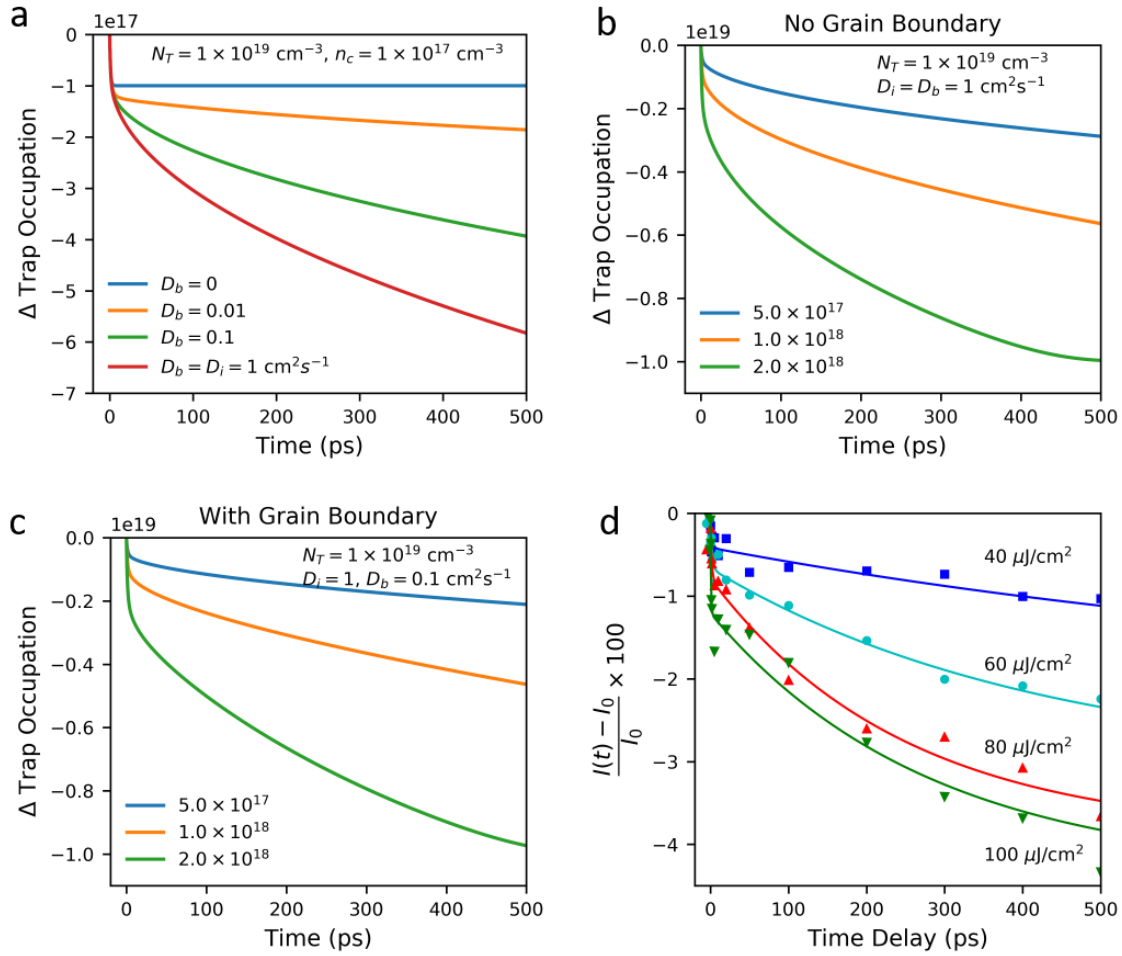 a
1e17
N_T = 1 × 10^19 cm^−3, n_c = 1 × 10^17 cm^−3
0
−1
−2
−3
−4
−5
−6
−7
Δ Trap Occupation
D_b = 0
D_b = 0.01
D_b = 0.1
D_b = D_i = 1 cm^2s^−1
0
100
200
300
400
500
Time (ps)
b
No Grain Boundary
1e19
N_T = 1 × 10^19 cm^−3
D_i = D_b = 1 cm^2s^−1
0.0
−0.2
−0.4
−0.6
−0.8
−1.0
Δ Trap Occupation
5.0 × 10^17
1.0 × 10^18
2.0 × 10^18
0
100
200
300
400
500
Time (ps)
c
With Grain Boundary
1e19
N_T = 1 × 10^19 cm^−3
D_i = 1, D_b = 0.1 cm^2s^−1
0.0
−0.2
−0.4
−0.6
−0.8
−1.0
Δ Trap Occupation
5.0 × 10^17
1.0 × 10^18
2.0 × 10^18
0
100
200
300
400
500
Time (ps)
d
0
−1
−2
−3
−4
I(t) − I_0
I_0
× 100
40 μJ/cm^2
60 μJ/cm^2
80 μJ/cm^2
100 μJ/cm^2
0
100
200
300
400
500
Time Delay (ps)